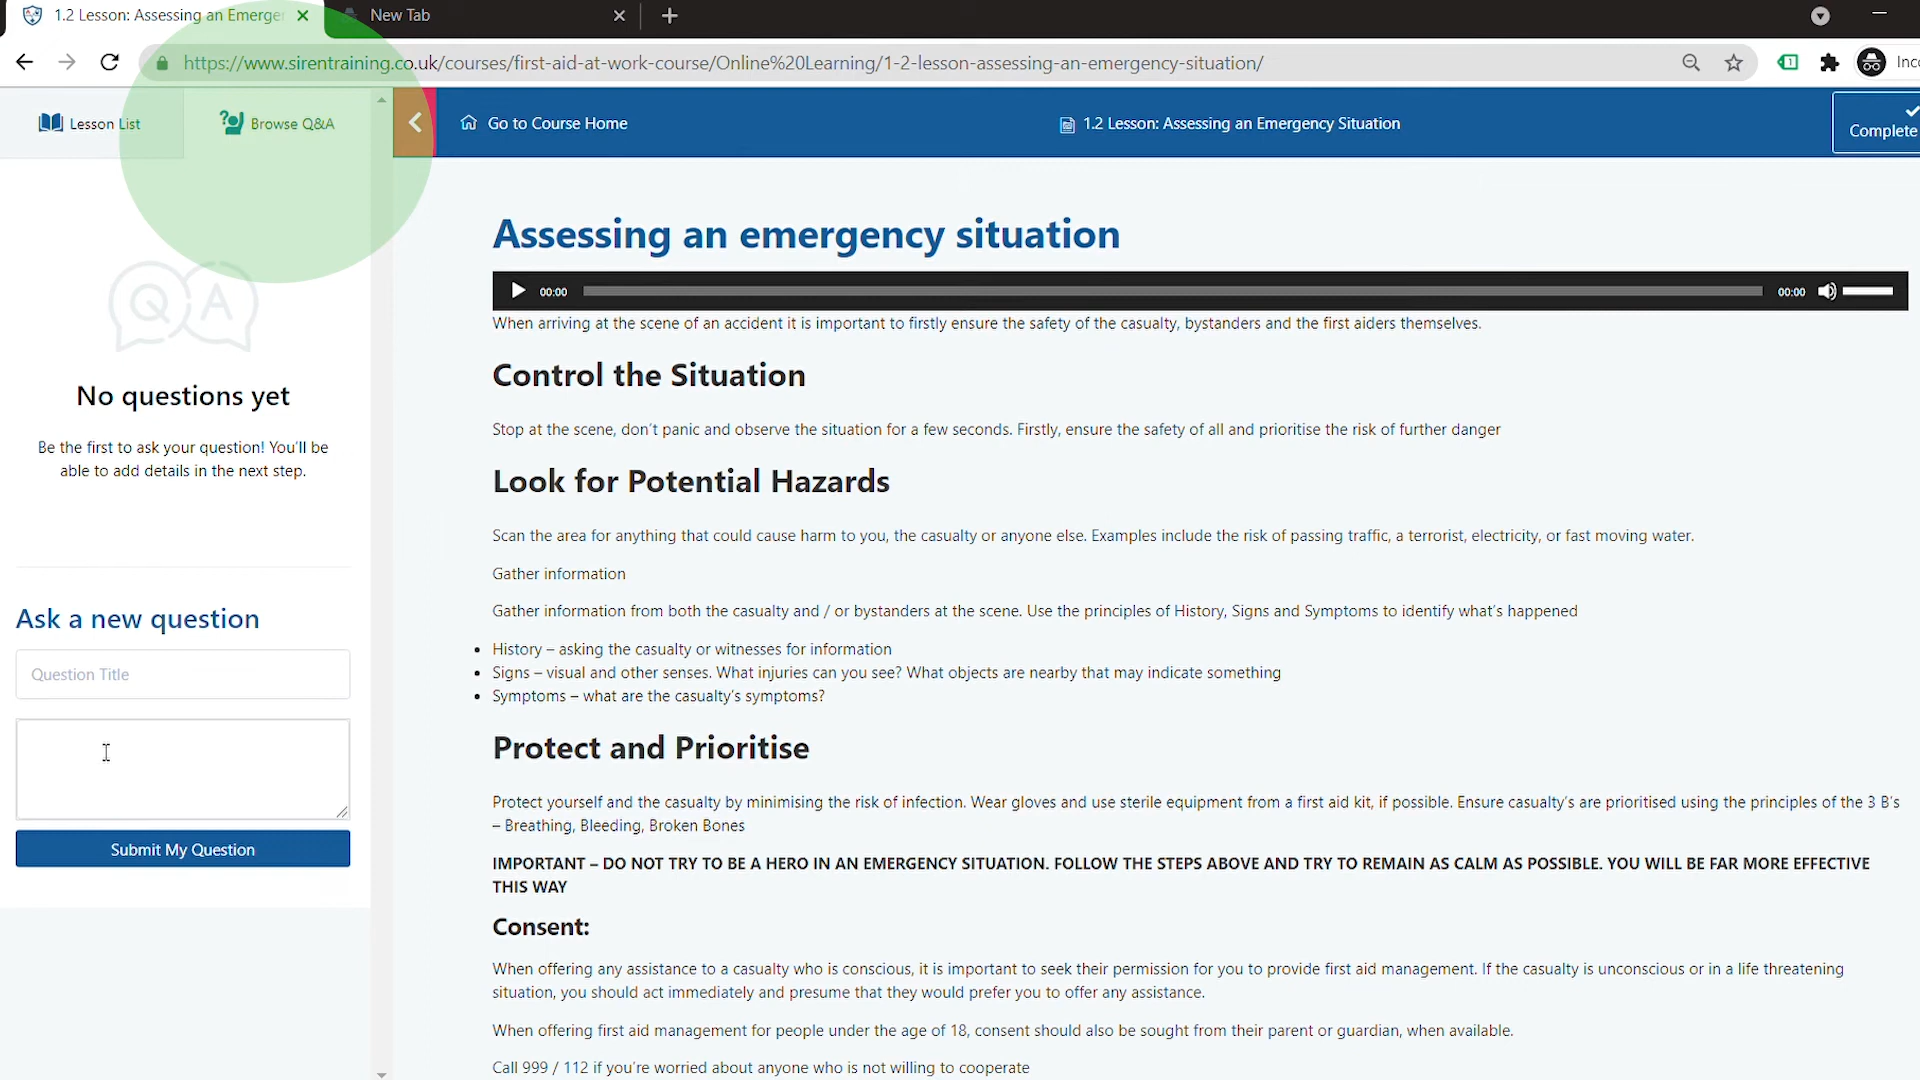 1.2 Lesson: Assessing an Emerge
New Tab
https://www.sirentraining.co.uk/courses/first-aid-at-work-course/Online%20Learning/1-2-lesson-assessing-an-emergency-situation/
Lesson List
Browse Q&A
Go to Course Home
1.2 Lesson: Assessing an Emergency Situation
Complete
Q A
No questions yet
Be the first to ask your question! You'll be
able to add details in the next step.
Ask a new question
Question Title
Submit My Question
Assessing an emergency situation
00:00
00:00
When arriving at the scene of an accident it is important to firstly ensure the safety of the casualty, bystanders and the first aiders themselves.
Control the Situation
Stop at the scene, don't panic and observe the situation for a few seconds. Firstly, ensure the safety of all and prioritise the risk of further danger
Look for Potential Hazards
Scan the area for anything that could cause harm to you, the casualty or anyone else. Examples include the risk of passing traffic, a terrorist, electricity, or fast moving water.
Gather information
Gather information from both the casualty and / or bystanders at the scene. Use the principles of History, Signs and Symptoms to identify what's happened
• History – asking the casualty or witnesses for information
• Signs – visual and other senses. What injuries can you see? What objects are nearby that may indicate something
• Symptoms – what are the casualty's symptoms?
Protect and Prioritise
Protect yourself and the casualty by minimising the risk of infection. Wear gloves and use sterile equipment from a first aid kit, if possible. Ensure casualty's are prioritised using the principles of the 3 B's
– Breathing, Bleeding, Broken Bones
IMPORTANT – DO NOT TRY TO BE A HERO IN AN EMERGENCY SITUATION. FOLLOW THE STEPS ABOVE AND TRY TO REMAIN AS CALM AS POSSIBLE. YOU WILL BE FAR MORE EFFECTIVE
THIS WAY
Consent:
When offering any assistance to a casualty who is conscious, it is important to seek their permission for you to provide first aid management. If the casualty is unconscious or in a life threatening
situation, you should act immediately and presume that they would prefer you to offer any assistance.
When offering first aid management for people under the age of 18, consent should also be sought from their parent or guardian, when available.
Call 999 / 112 if you're worried about anyone who is not willing to cooperate